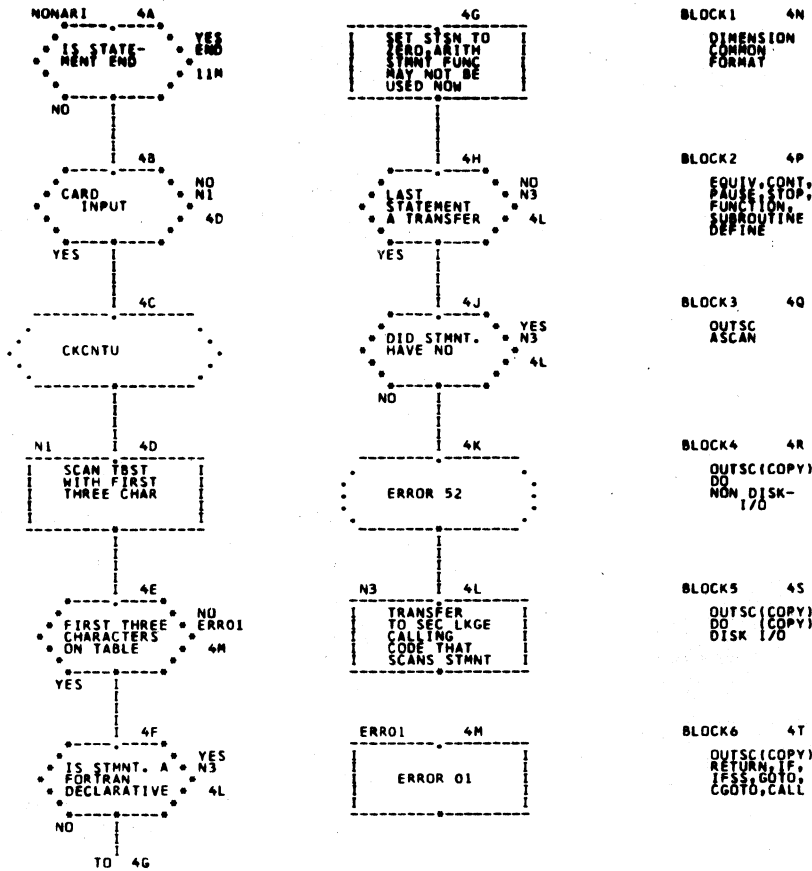 NONARI 4A
IS STATE-
MENT END
YES
END
11M
NO
4B
CARD
INPUT
NO
N1
4D
YES
4C
CKCNTU
N1 4D
SCAN TBST
WITH FIRST
THREE CHAR
4E
FIRST THREE
CHARACTERS
ON TABLE
NO
ERR01
4M
YES
4F
IS STMNT. A
FORTRAN
DECLARATIVE
YES
N3
4L
NO
TO 4G
4G
SET STSN TO
ZERO,ARITH
STMNT FUNC
MAY NOT BE
USED NOW
4H
LAST
STATEMENT
A TRANSFER
NO
N3
4L
YES
4J
DID STMNT.
HAVE NO
YES
N3
4L
NO
4K
ERROR 52
N3 4L
TRANSFER
TO SEC LKGE
CALLING
CODE THAT
SCANS STMNT
ERR01 4M
ERROR 01
BLOCK1 4N
DIMENSION
COMMON
FORMAT
BLOCK2 4P
EQUIV,CONT,
PAUSE,STOP,
FUNCTION,
SUBROUTINE
DEFINE
BLOCK3 4Q
OUTSC
ASCAN
BLOCK4 4R
OUTSC(COPY)
DO
NON DISK-
I/O
BLOCK5 4S
OUTSC(COPY)
DO (COPY)
DISK I/O
BLOCK6 4T
OUTSC(COPY)
RETURN,IF,
IFSS,GOTO,
CGOTO,CALL